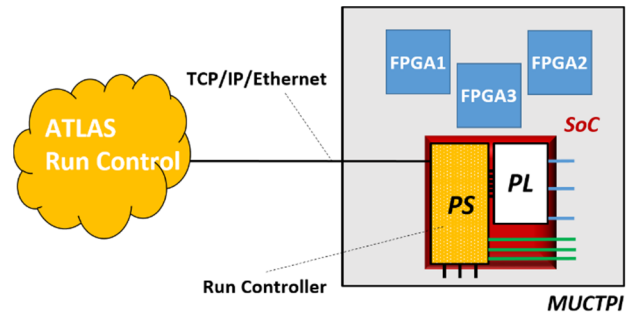 FPGA1
FPGA2
FPGA3
TCP/IP/Ethernet
SoC
ATLAS
Run Control
PS
PL
Run Controller
MUCTPI